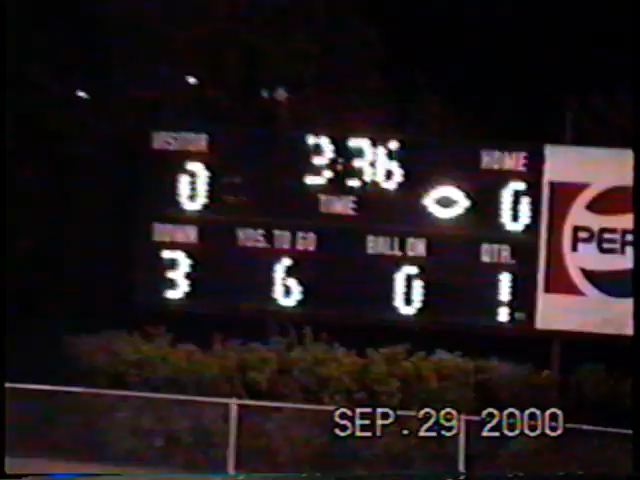 VISITOR HOME
0 3:36 0
TIME
DOWN YDS. TO GO BALL ON QTR.
3 6 0 1
PEP
SEP. 29 2000